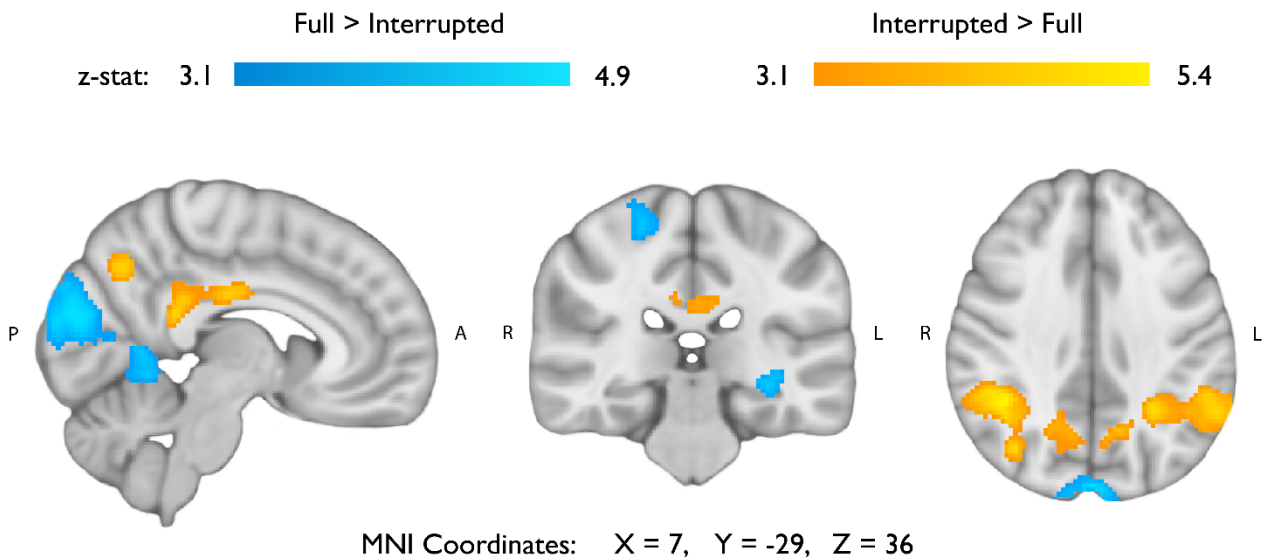 Full > Interrupted
Interrupted > Full
z-stat: 3.1 4.9 3.1 5.4
P A R L R L
MNI Coordinates: X = 7, Y = -29, Z = 36